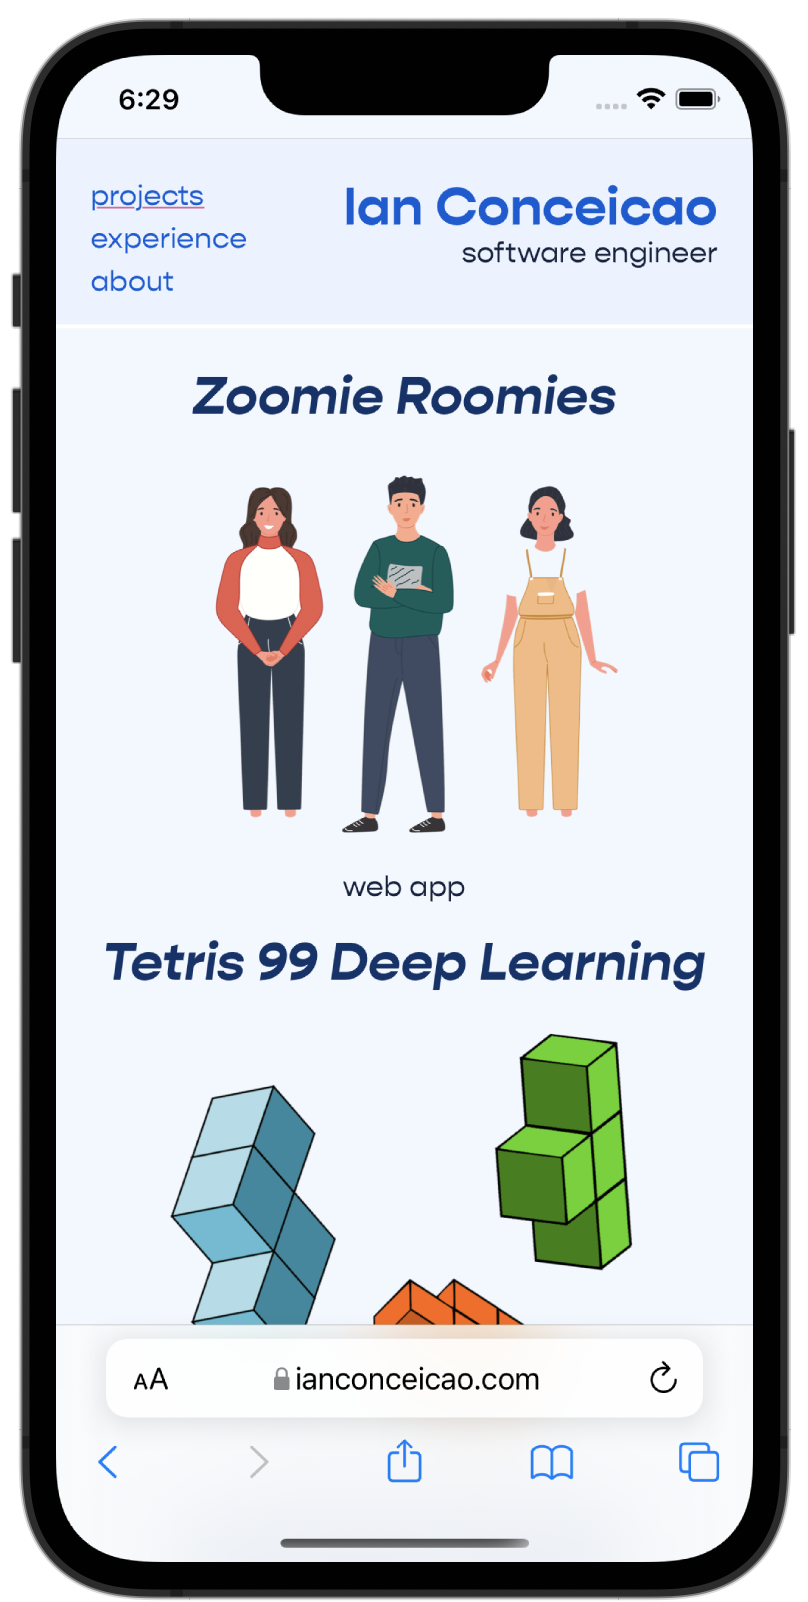 6:29
projects
experience
about
Ian Conceicao
software engineer
Zoomie Roomies
web app
Tetris 99 Deep Learning
AA
ianconceicao.com